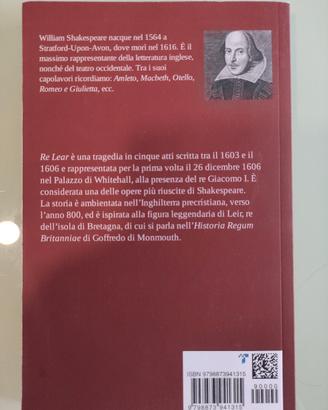 William Shakespeare nacque nel 1564 a
Stratford-Upon-Avon, dove morì nel 1616. È il
massimo rappresentante della letteratura inglese,
nonché del teatro occidentale. Tra i suoi
capolavori ricordiamo: Amleto, Macbeth, Otello,
Romeo e Giulietta, ecc.
Re Lear è una tragedia in cinque atti scritta tra il 1603 e il
1606 e rappresentata per la prima volta il 26 dicembre 1606
nel Palazzo di Whitehall, alla presenza del re Giacomo I. È
considerata una delle opere più riuscite di Shakespeare.
La storia è ambientata nell'Inghilterra precristiana, verso
l'anno 800, ed è ispirata alla figura leggendaria di Leir, re
dell'isola di Bretagna, di cui si parla nell'Historia Regum
Britanniae di Goffredo di Monmouth.
ISBN 9798873941315
90000
9 798873 941315